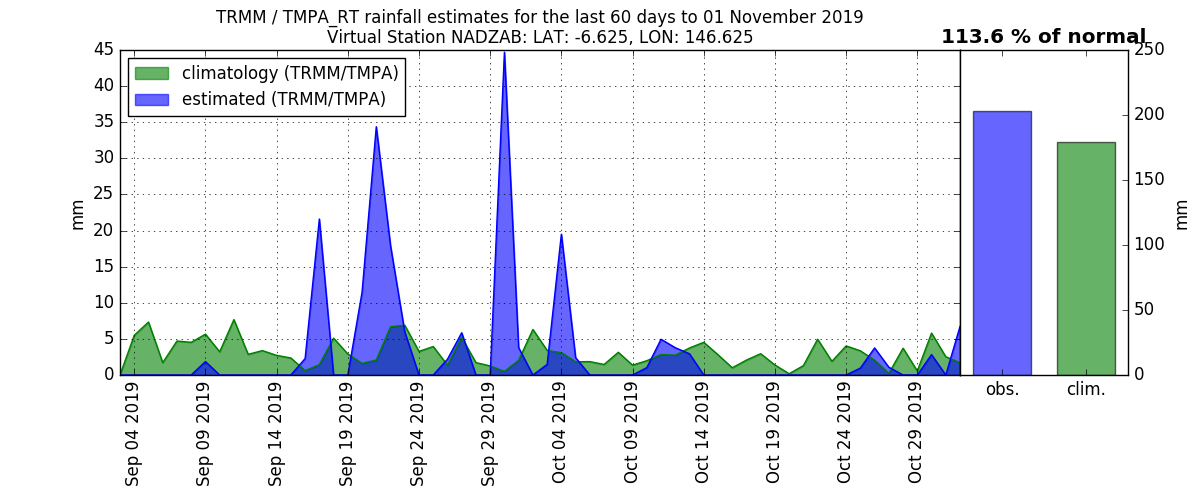 TRMM / TMPA_RT rainfall estimates for the last 60 days to 01 November 2019
Virtual Station NADZAB: LAT: -6.625, LON: 146.625
113.6 % of normal
climatology (TRMM/TMPA)
estimated (TRMM/TMPA)
45
40
35
30
25
20
15
10
5
0
mm
250
200
150
100
50
0
mm
Sep 04 2019
Sep 09 2019
Sep 14 2019
Sep 19 2019
Sep 24 2019
Sep 29 2019
Oct 04 2019
Oct 09 2019
Oct 14 2019
Oct 19 2019
Oct 24 2019
Oct 29 2019
obs.
clim.